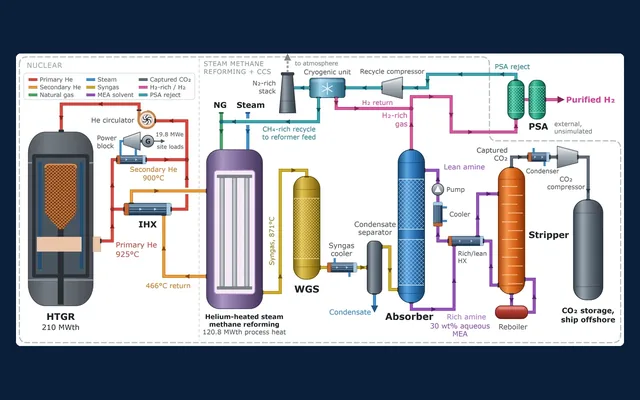 NUCLEAR
Primary He
Secondary He
Natural gas
Steam
Syngas
MEA solvent
Captured CO₂
H₂-rich / H₂
PSA reject
STEAM METHANE
REFORMING + CCS
to atmosphere
N₂-rich
stack
Cryogenic unit
Recycle compressor
PSA reject
H₂ return
H₂-rich
gas
Purified H₂
PSA
external,
unsimulated
He circulator
Power
block
G
19.8 MWe
site loads
NG
Steam
CH₄-rich recycle
to reformer feed
Secondary He
900°C
IHX
Primary He
925°C
466°C return
HTGR
210 MWth
Syngas, 871°C
Helium-heated steam
methane reforming
120.8 MWth process heat
WGS
Syngas
cooler
Condensate
separator
Condensate
Absorber
Lean amine
Pump
Cooler
Rich/lean
HX
Rich amine
30 wt% aqueous
MEA
Captured
CO₂
Condenser
CO₂
compressor
Stripper
Reboiler
CO₂ storage,
ship offshore